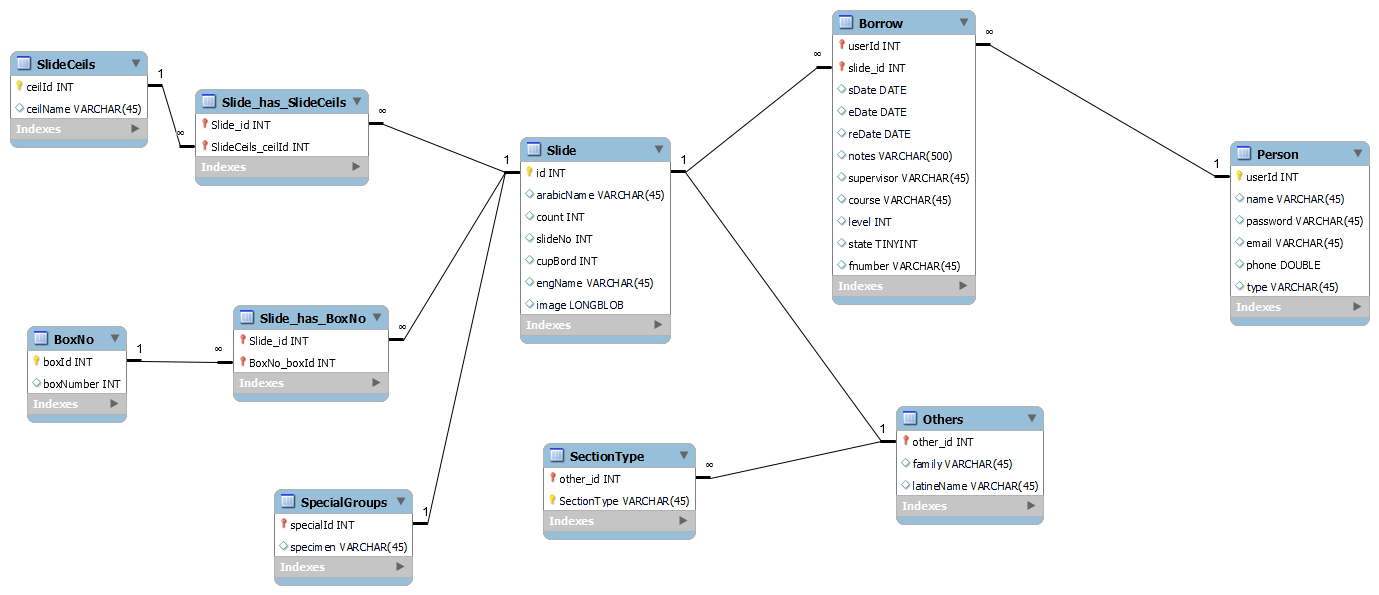 SlideCeils
ceilId INT
ceilName VARCHAR(45)
Indexes
1
∞
Slide_has_SlideCeils
Slide_id INT
SlideCeils_ceilId INT
Indexes
∞
BoxNo
boxId INT
boxNumber INT
Indexes
1
∞
Slide_has_BoxNo
Slide_id INT
BoxNo_boxId INT
Indexes
∞
SpecialGroups
specialId INT
specimen VARCHAR(45)
Indexes
1
1
Slide
id INT
arabicName VARCHAR(45)
count INT
slideNo INT
cupBord INT
engName VARCHAR(45)
image LONGBLOB
Indexes
1
SectionType
other_id INT
SectionType VARCHAR(45)
Indexes
∞
∞
Borrow
userId INT
slide_id INT
sDate DATE
eDate DATE
reDate DATE
notes VARCHAR(500)
supervisor VARCHAR(45)
course VARCHAR(45)
level INT
state TINYINT
fnumber VARCHAR(45)
Indexes
∞
1
Others
other_id INT
family VARCHAR(45)
latineName VARCHAR(45)
Indexes
1
Person
userId INT
name VARCHAR(45)
password VARCHAR(45)
email VARCHAR(45)
phone DOUBLE
type VARCHAR(45)
Indexes